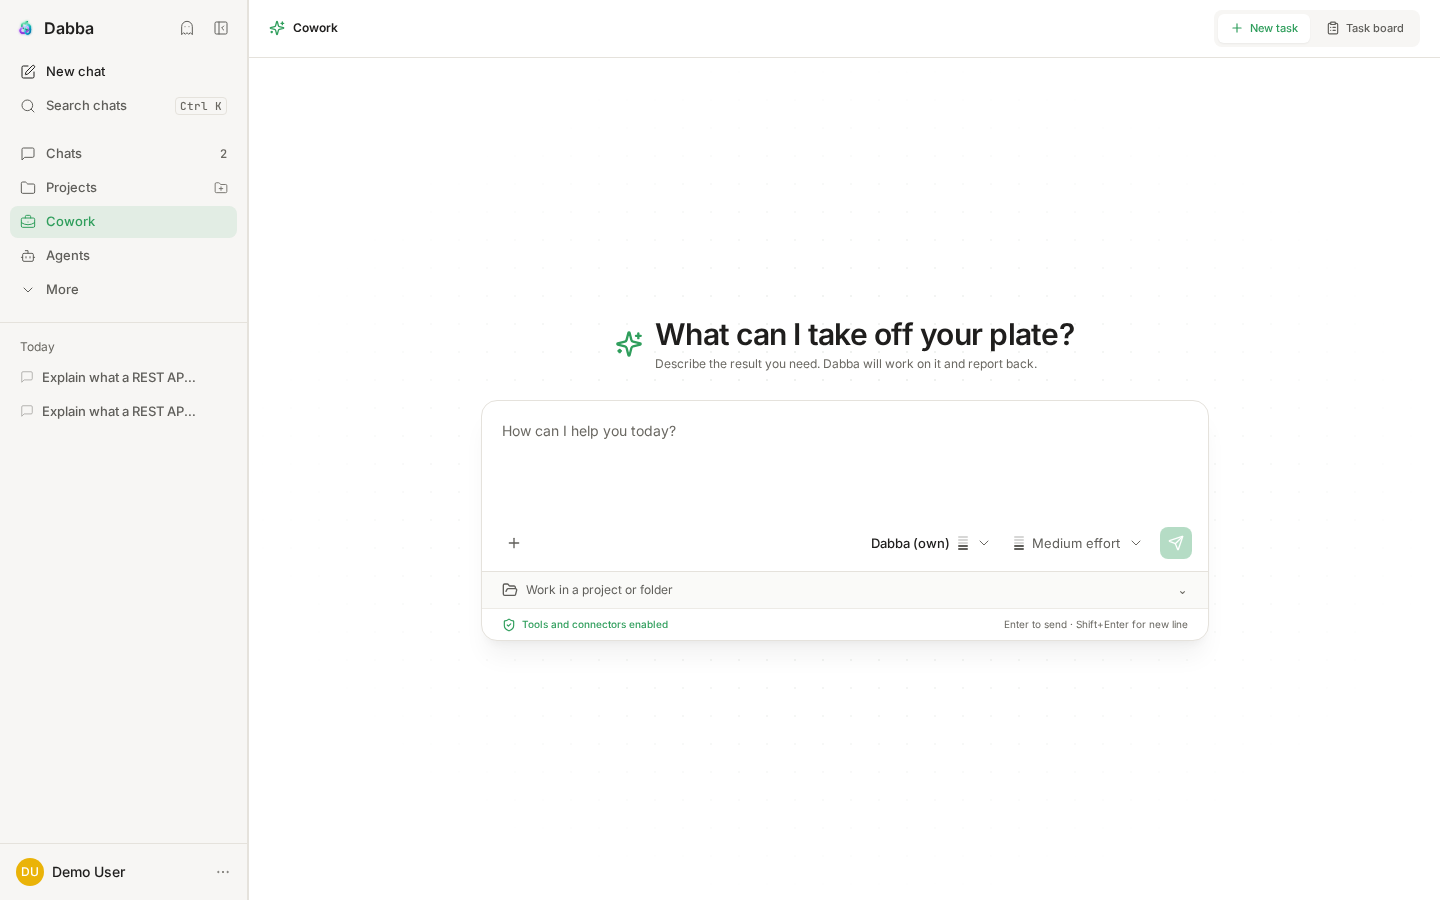 Dabba
New chat
Search chats
Ctrl K
Chats
2
Projects
Cowork
Agents
More
Today
Explain what a REST AP...
Explain what a REST AP...
DU
Demo User
Cowork
New task
Task board
What can I take off your plate?
Describe the result you need. Dabba will work on it and report back.
How can I help you today?
Dabba (own)
Medium effort
Work in a project or folder
Tools and connectors enabled
Enter to send · Shift+Enter for new line